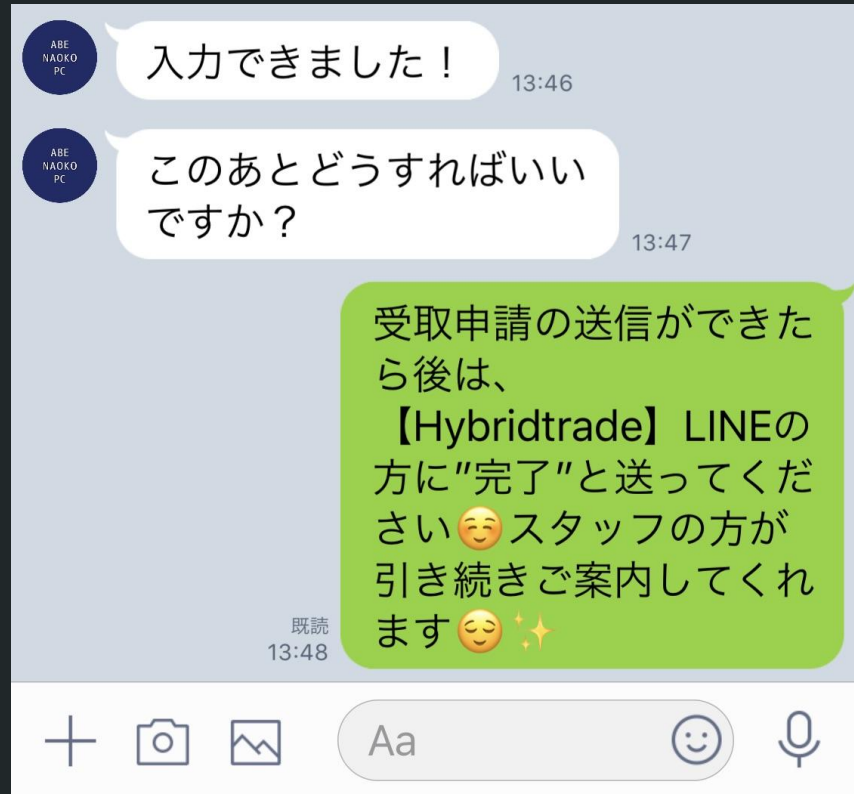 ABE
NAOKO
PC
入力できました！
13:46
ABE
NAOKO
PC
このあとどうすればいい
ですか？
13:47
受取申請の送信ができた
ら後は、
【Hybridtrade】LINEの
方に”完了”と送ってくだ
さい☺️スタッフの方が
引き続きご案内してくれ
ます😌✨
既読
13:48
Aa